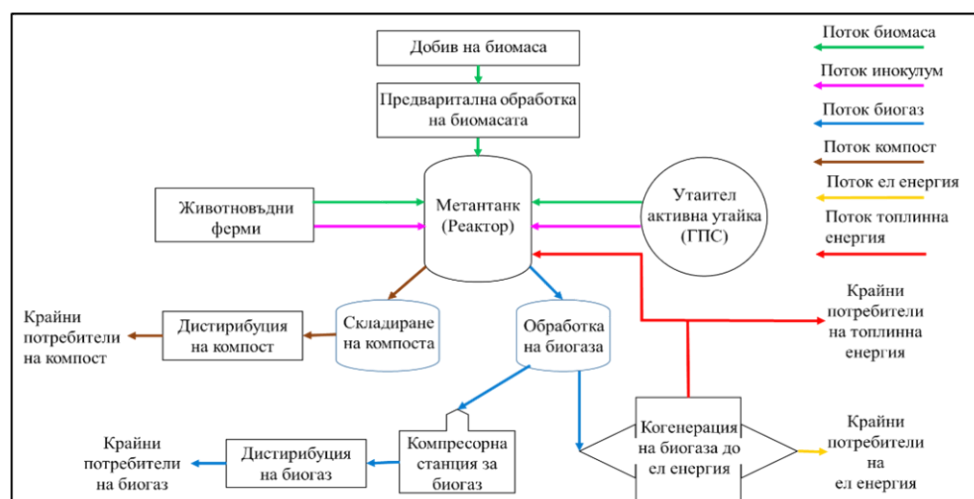 Добив на биомаса
Предваритална обработка
на биомасата
Животновъдни
ферми
Метантанк
(Реактор)
Утаител
активна утайка
(ГПС)
Поток биомаса
Поток инокулум
Поток биогаз
Поток компост
Поток ел енергия
Поток топлинна
енергия
Крайни
потребители
на компост
Дистирибуция
на компост
Складиране
на компоста
Обработка
на биогаза
Крайни
потребители
на топлинна
енергия
Крайни
потребители
на биогаз
Дистирибуция
на биогаз
Компресорна
станция за
биогаз
Когенерация
на биогаза до
ел енергия
Крайни
потребители
на
ел енергия